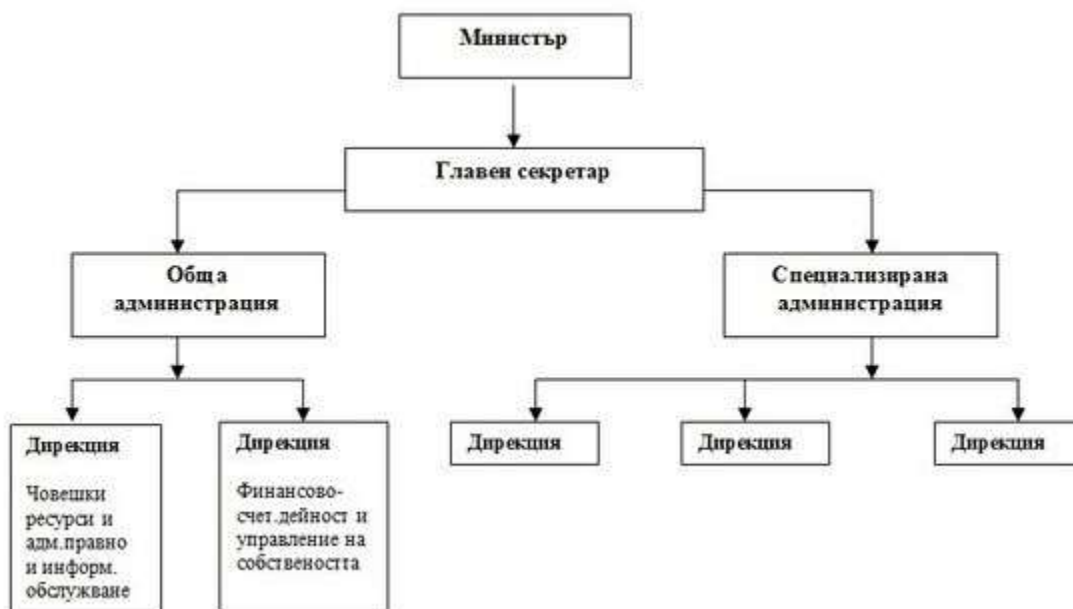 Министър
Главен секретар
Обща
администрация
Специализирана
администрация
Дирекция
Човешки
ресурси и
адм.правно
и информ.
обслужване
Дирекция
Финансово-
счет.дейност и
управление на
собствеността
Дирекция
Дирекция
Дирекция